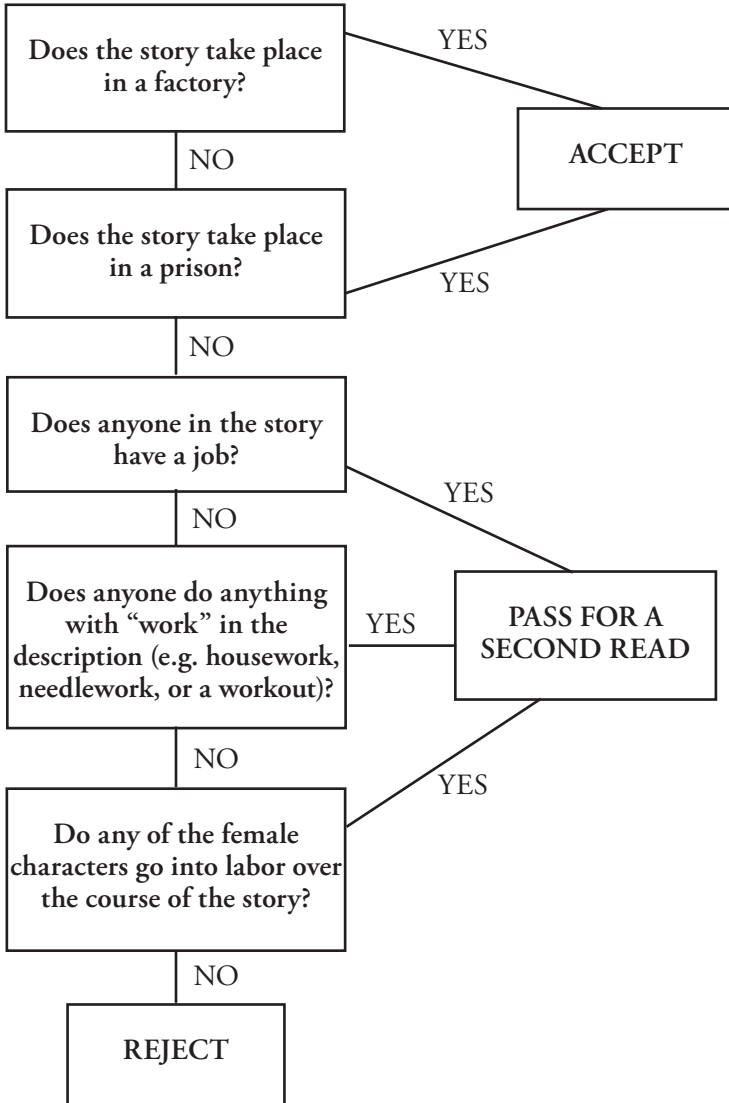 Does the story take place
in a factory?
YES
ACCEPT
NO
Does the story take place
in a prison?
YES
NO
Does anyone in the story
have a job?
YES
NO
Does anyone do anything
with “work” in the
description (e.g. housework,
needlework, or a workout)?
YES
PASS FOR A
SECOND READ
NO
YES
Do any of the female
characters go into labor over
the course of the story?
NO
REJECT